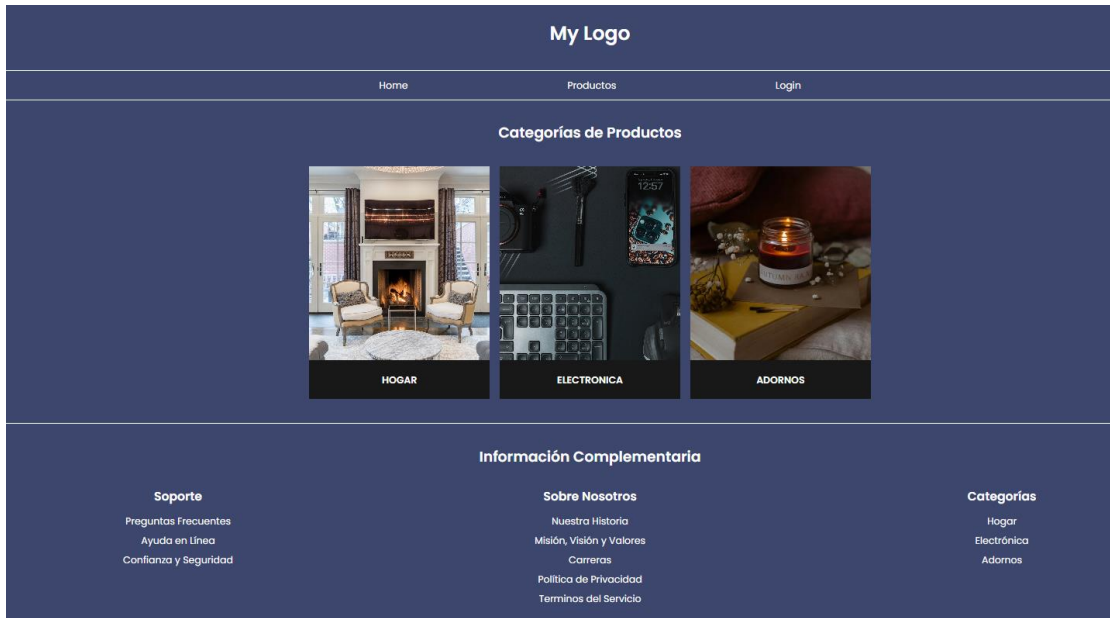 My Logo
Home Productos Login
Categorías de Productos
12:57
HOGAR ELECTRONICA ADORNOS
Información Complementaria
Soporte
Preguntas Frecuentes
Ayuda en Línea
Confianza y Seguridad
Sobre Nosotros
Nuestra Historia
Misión, Visión y Valores
Carreras
Política de Privacidad
Terminos del Servicio
Categorías
Hogar
Electrónica
Adornos